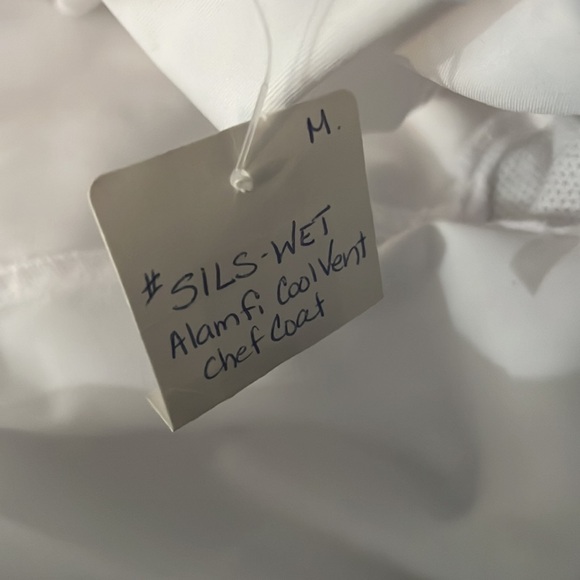 M.
#SILS-WET
Alamfi CoolVent
Chef Coat